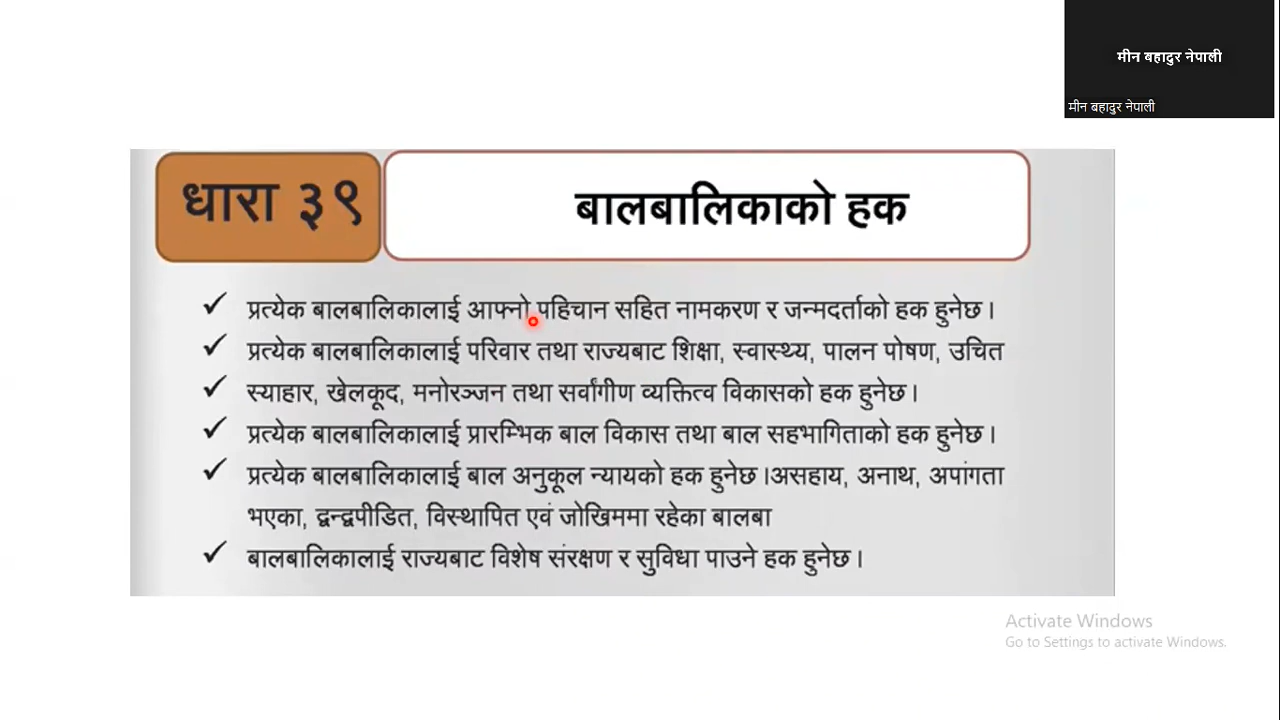 मीन बहादुर नेपाली
मीन बहादुर नेपाली
धारा ३९
बालबालिकाको हक
✓ प्रत्येक बालबालिकालाई आफ्नो पहिचान सहित नामकरण र जन्मदर्ताको हक हुनेछ ।
✓ प्रत्येक बालबालिकालाई परिवार तथा राज्यबाट शिक्षा, स्वास्थ्य, पालन पोषण, उचित
✓ स्याहार, खेलकूद, मनोरञ्जन तथा सर्वांगीण व्यक्तित्व विकासको हक हुनेछ ।
✓ प्रत्येक बालबालिकालाई प्रारम्भिक बाल विकास तथा बाल सहभागिताको हक हुनेछ ।
✓ प्रत्येक बालबालिकालाई बाल अनुकूल न्यायको हक हुनेछ ।असहाय, अनाथ, अपांगता
भएका, द्वन्द्वपीडित, विस्थापित एवं जोखिममा रहेका बालबा
✓ बालबालिकालाई राज्यबाट विशेष संरक्षण र सुविधा पाउने हक हुनेछ ।
Activate Windows
Go to Settings to activate Windows.